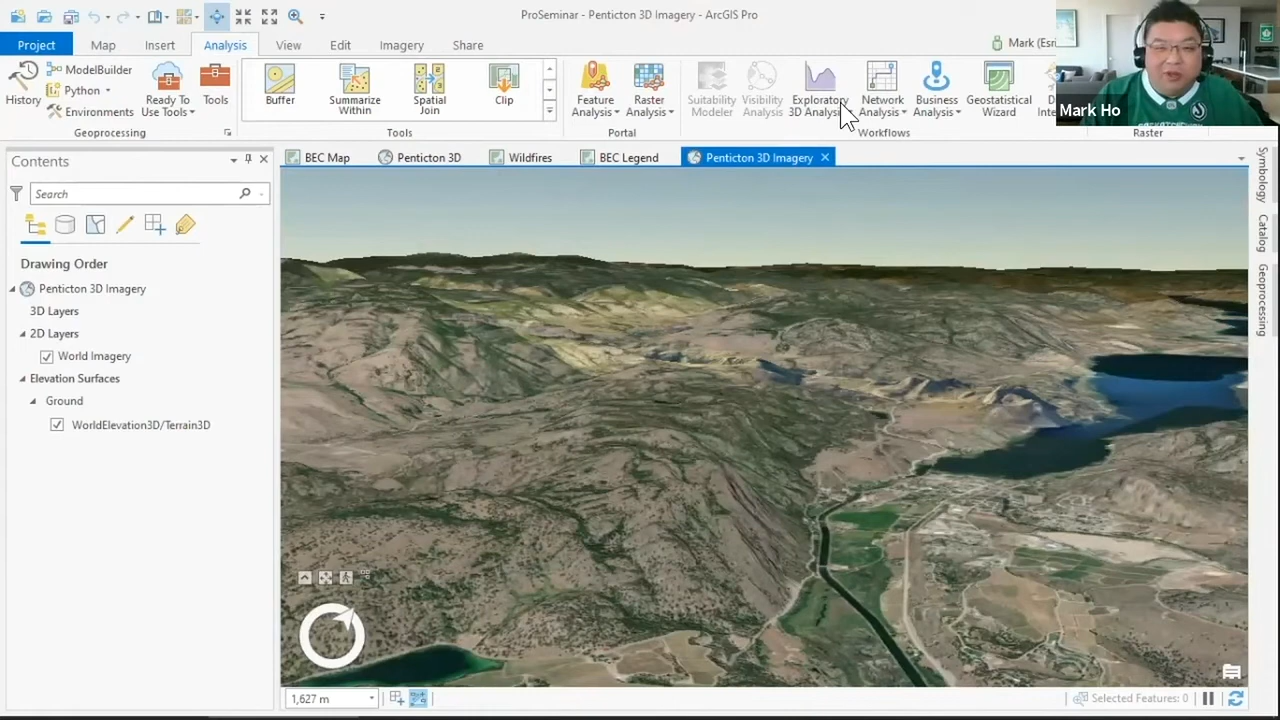 ProSeminar - Penticton 3D Imagery - ArcGIS Pro
Project
Map
Insert
Analysis
View
Edit
Imagery
Share
Mark (Esri
Mark Ho
History
ModelBuilder
Python
Environments
Ready To
Use Tools
Tools
Geoprocessing
Buffer
Summarize
Within
Spatial
Join
Clip
Tools
Feature
Analysis
Raster
Analysis
Portal
Suitability
Modeler
Visibility
Analysis
Exploratory
3D Analysis
Network
Analysis
Business
Analysis
Geostatistical
Wizard
Workflows
Raster
Contents
Search
Drawing Order
Penticton 3D Imagery
3D Layers
2D Layers
World Imagery
Elevation Surfaces
Ground
WorldElevation3D/Terrain3D
BEC Map
Penticton 3D
Wildfires
BEC Legend
Penticton 3D Imagery
Symbology
Catalog
Geoprocessing
1,627 m
Selected Features: 0